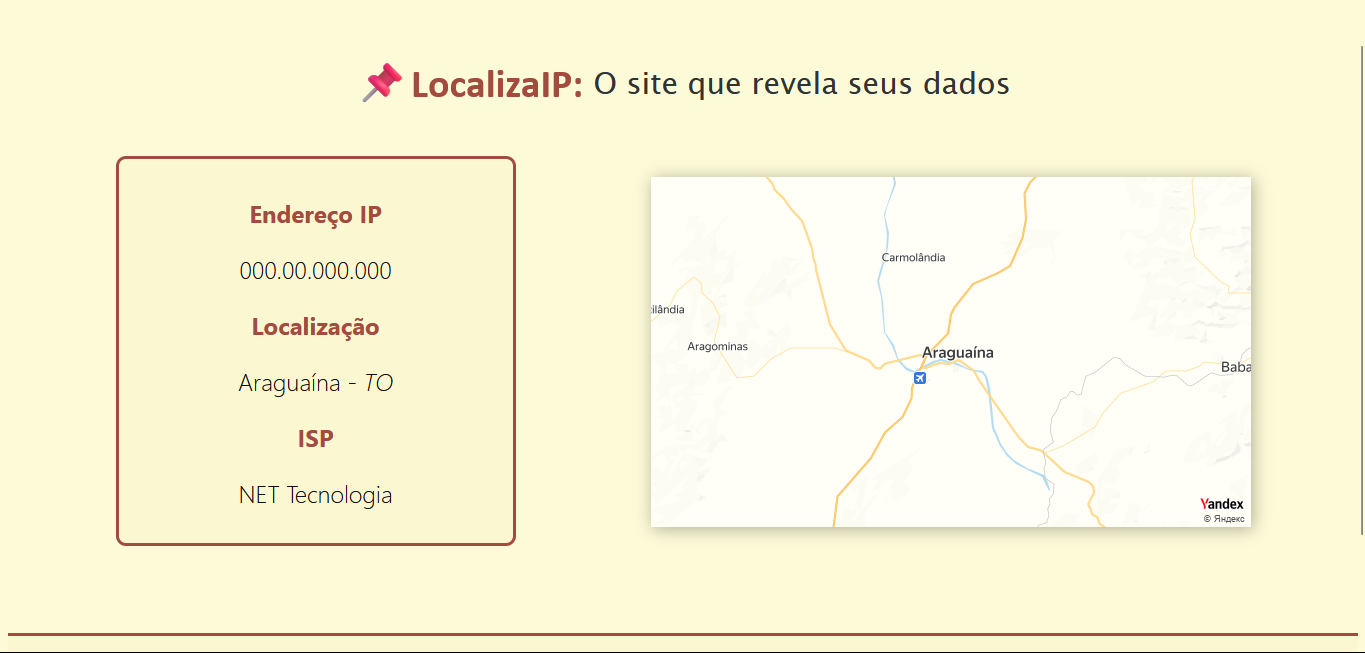 LocalizaIP: O site que revela seus dados
Endereço IP
000.00.000.000
Localização
Araguaína - TO
ISP
NET Tecnologia
Carmolândia
ilândia
Aragominas
Araguaína
Baba
Yandex
© Яндекс